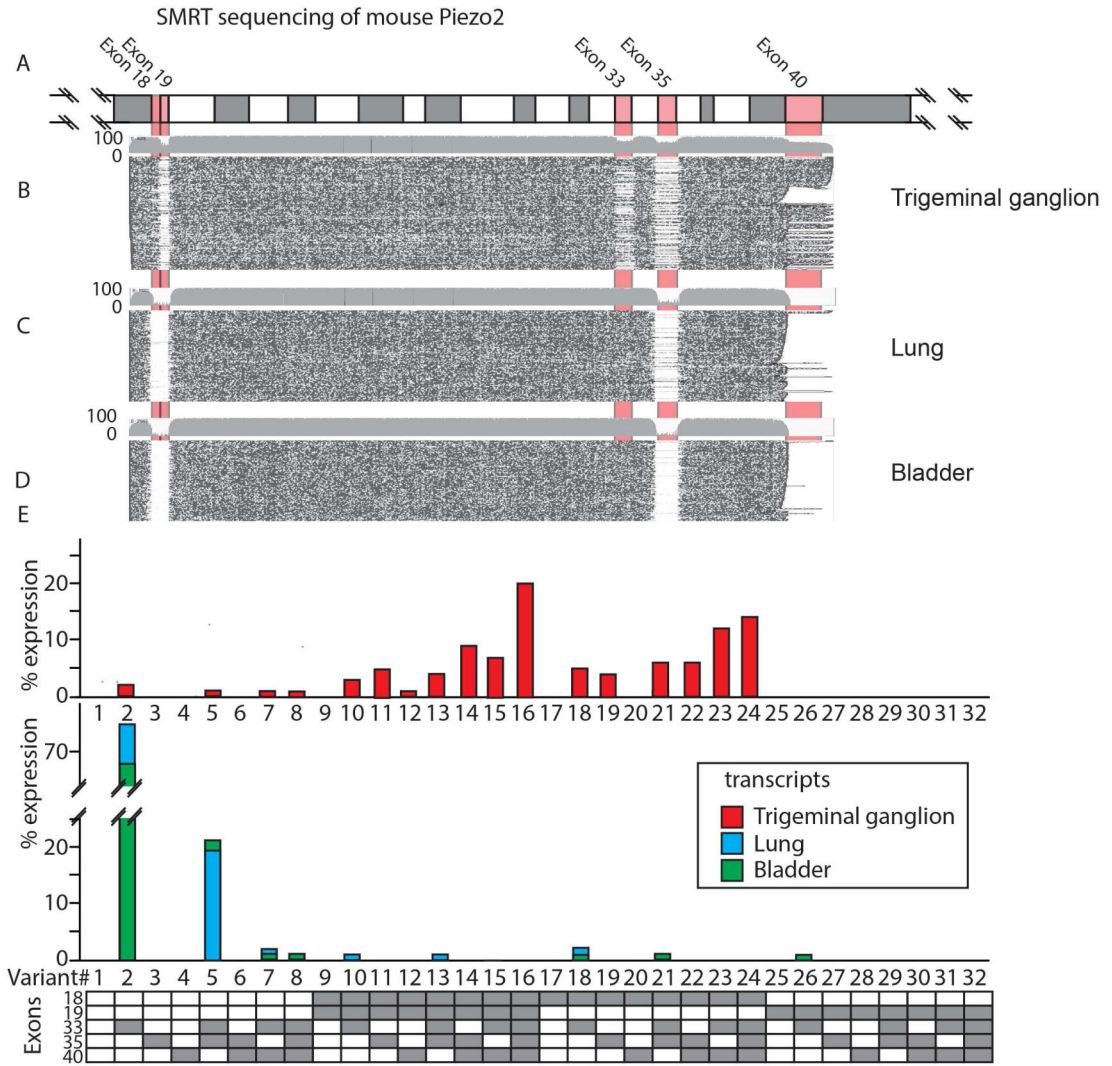 SMRT sequencing of mouse Piezo2
A
Exon 18
Exon 19
Exon 33
Exon 35
Exon 40
100
0
B
Trigeminal ganglion
100
0
C
Lung
100
0
D
Bladder
E
% expression
20
10
0
1 2 3 4 5 6 7 8 9 10 11 12 13 14 15 16 17 18 19 20 21 22 23 24 25 26 27 28 29 30 31 32
% expression
70
20
10
0
transcripts
Trigeminal ganglion
Lung
Bladder
Variant# 1 2 3 4 5 6 7 8 9 10 11 12 13 14 15 16 17 18 19 20 21 22 23 24 25 26 27 28 29 30 31 32
Exons
18
19
33
35
40